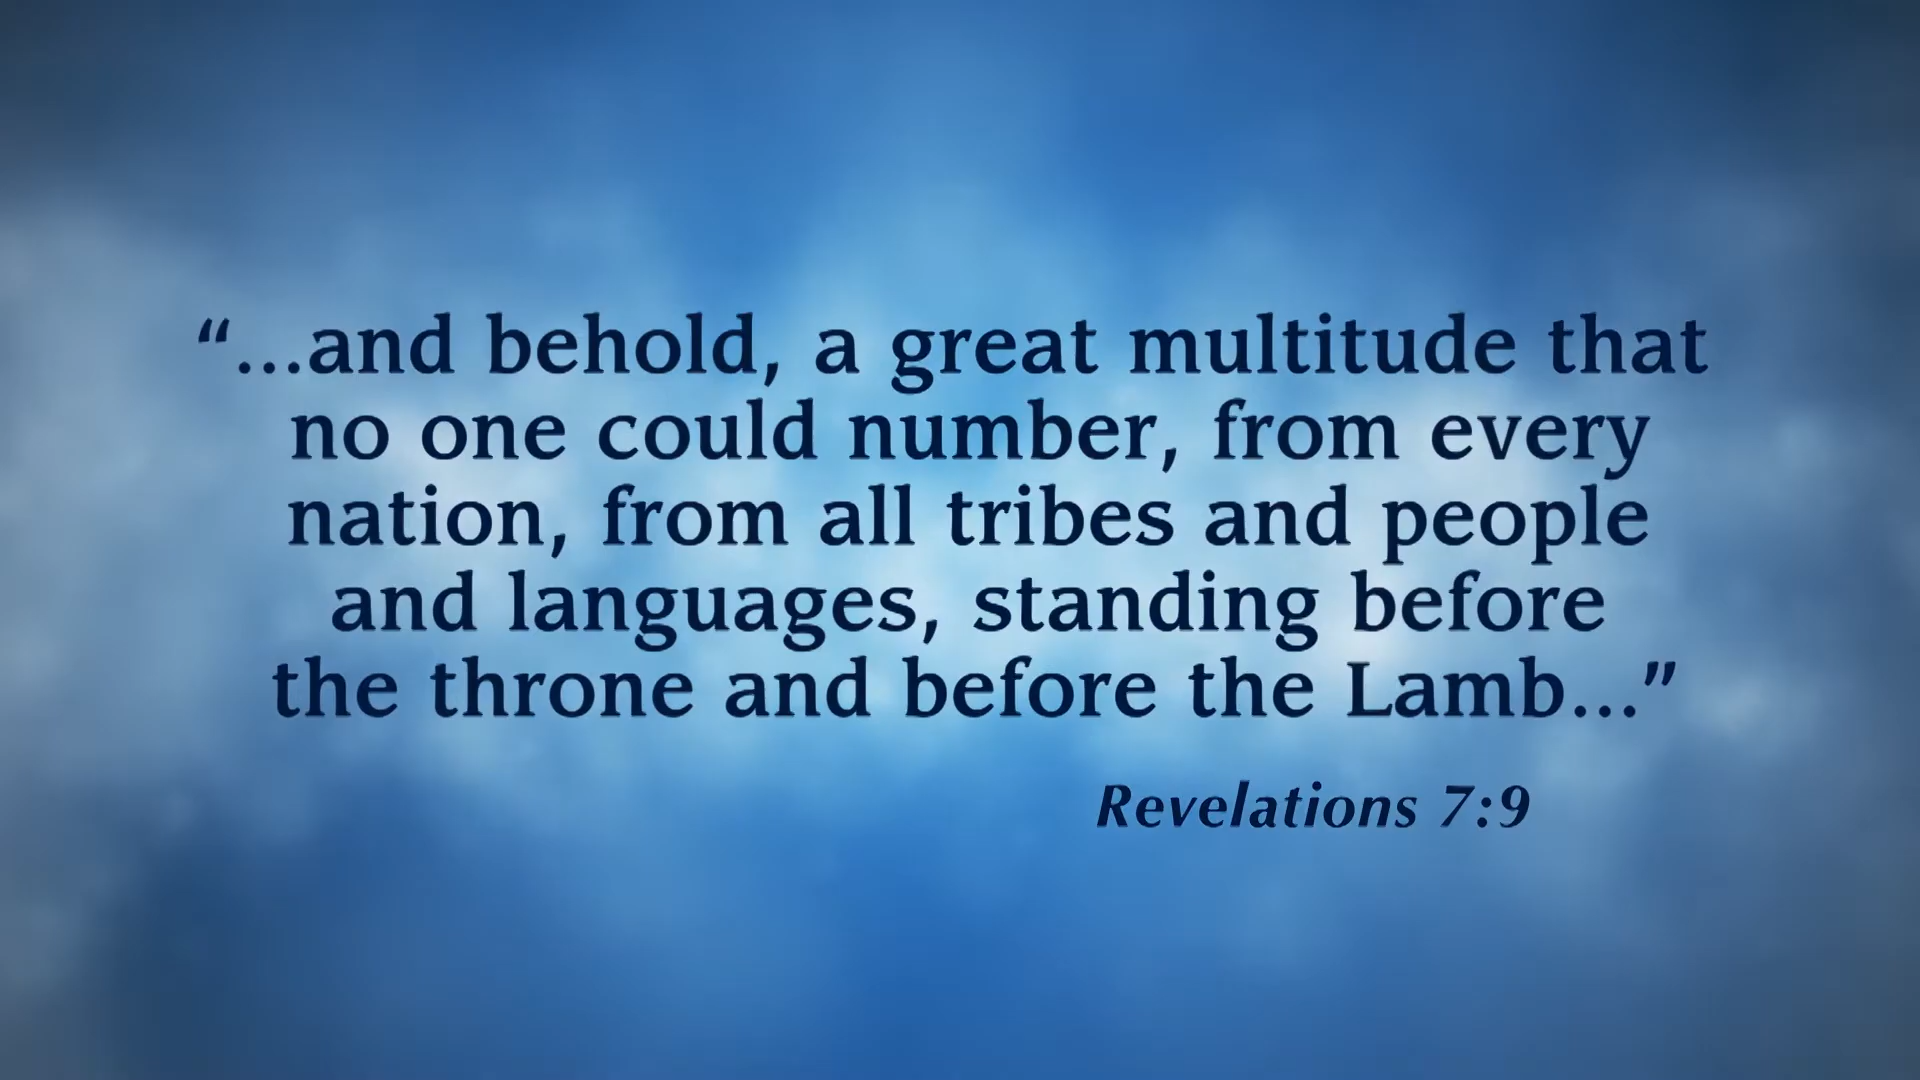 “...and behold, a great multitude that
no one could number, from every
nation, from all tribes and people
and languages, standing before
the throne and before the Lamb...”
Revelations 7:9